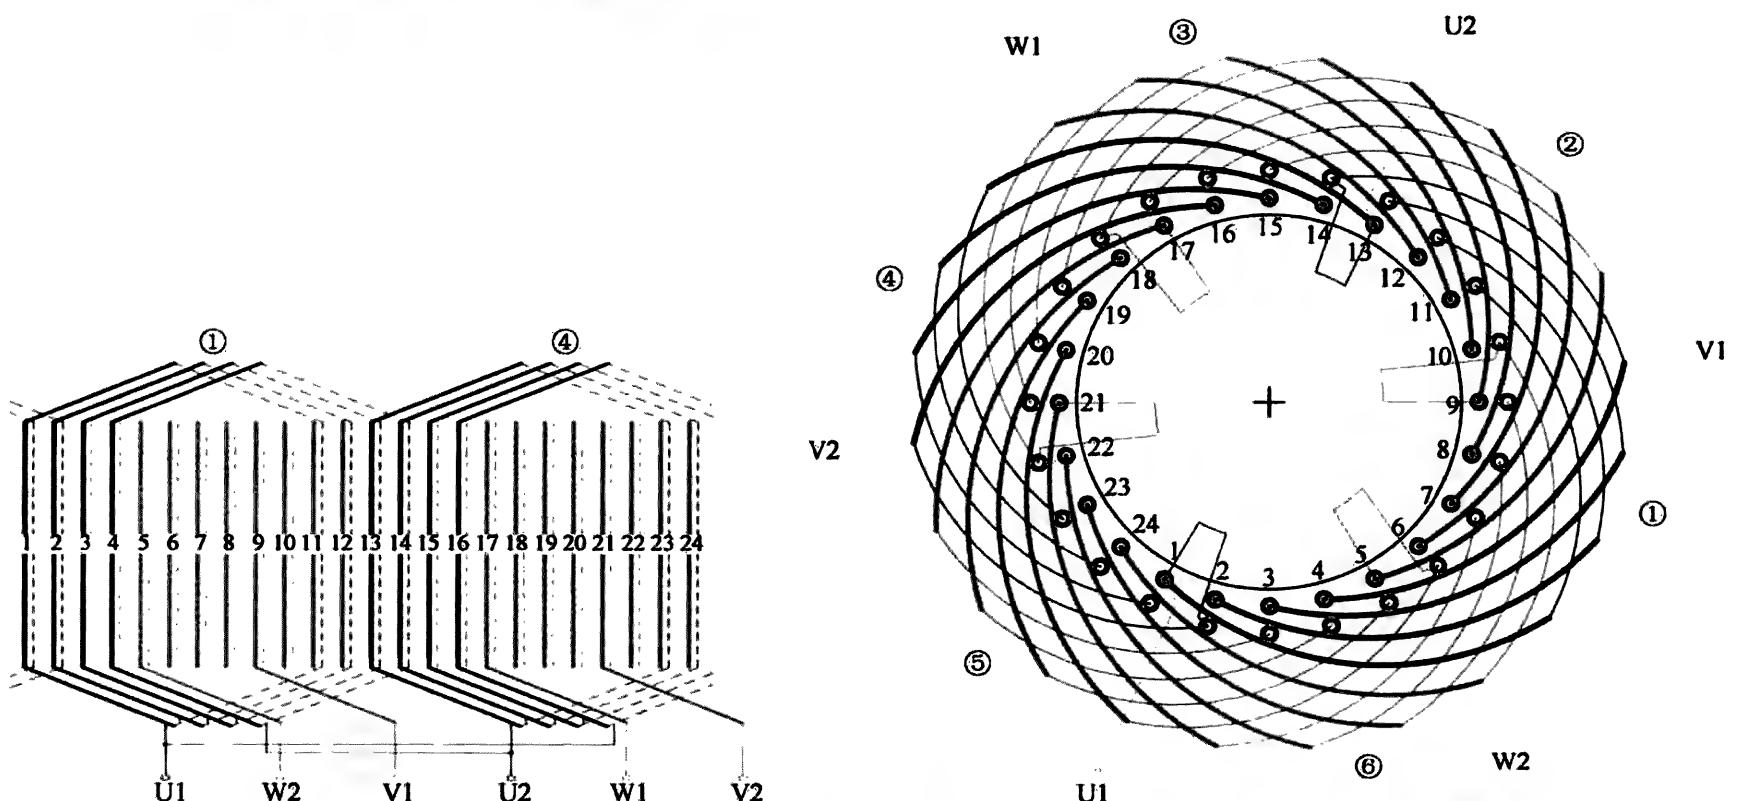 ① ④
1 2 3 4 5 6 7 8 9 10 11 12 13 14 15 16 17 18 19 20 21 22 23 24
U1 W2 V1 U2 W1 V2
W1 ③ U2
②
16 15 14
17 13
18 12
④
19 11
20 10 V1
21 9
V2 22 8
23 7
24 6 ①
1 2 3 4 5
⑤
⑥ W2
U1